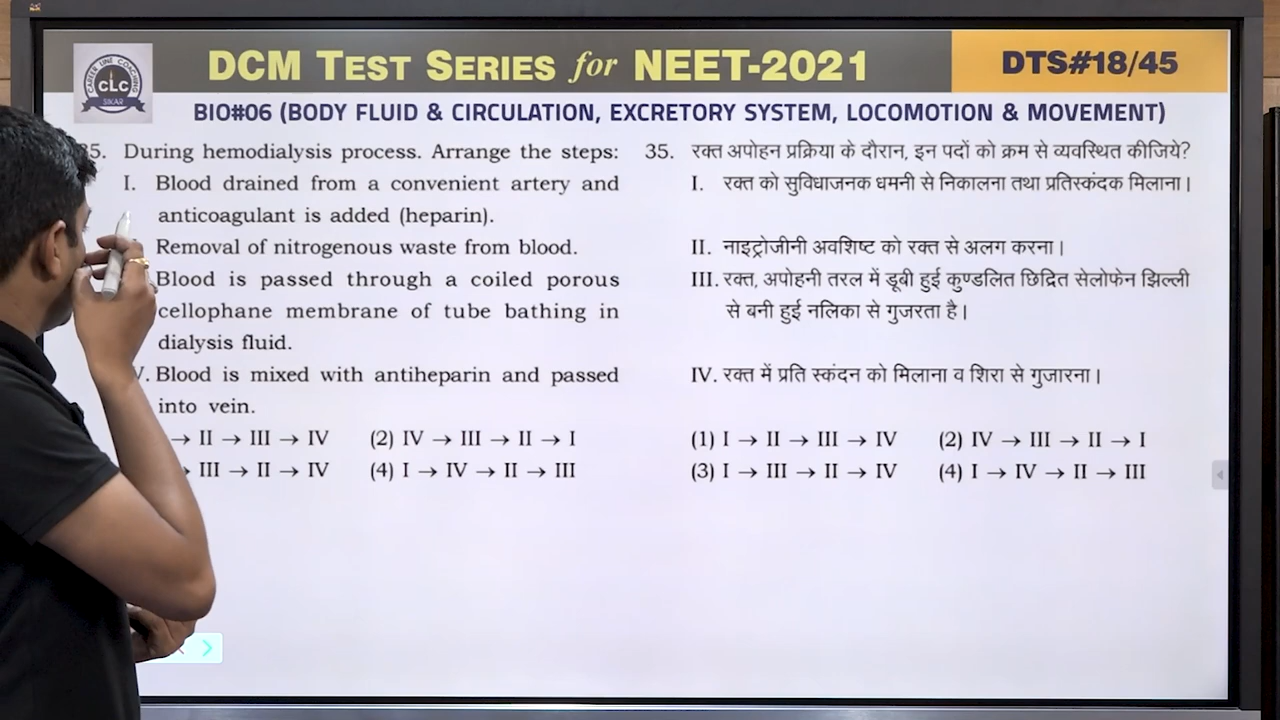 DCM TEST SERIES for NEET-2021
DTS#18/45
CAREER LINE COACHING
CLC
SIKAR
BIO#06 (BODY FLUID & CIRCULATION, EXCRETORY SYSTEM, LOCOMOTION & MOVEMENT)
35. During hemodialysis process. Arrange the steps:
I. Blood drained from a convenient artery and
anticoagulant is added (heparin).
Removal of nitrogenous waste from blood.
Blood is passed through a coiled porous
cellophane membrane of tube bathing in
dialysis fluid.
V. Blood is mixed with antiheparin and passed
into vein.
→ II → III → IV (2) IV → III → II → I
→ III → II → IV (4) I → IV → II → III
35. रक्त अपोहन प्रक्रिया के दौरान, इन पदों को क्रम से व्यवस्थित कीजिये?
I. रक्त को सुविधाजनक धमनी से निकालना तथा प्रतिस्कंदक मिलाना।
II. नाइट्रोजीनी अवशिष्ट को रक्त से अलग करना।
III. रक्त, अपोहनी तरल में डूबी हुई कुण्डलित छिद्रित सेलोफेन झिल्ली
से बनी हुई नलिका से गुजरता है।
IV. रक्त में प्रति स्कंदन को मिलाना व शिरा से गुजारना।
(1) I → II → III → IV (2) IV → III → II → I
(3) I → III → II → IV (4) I → IV → II → III